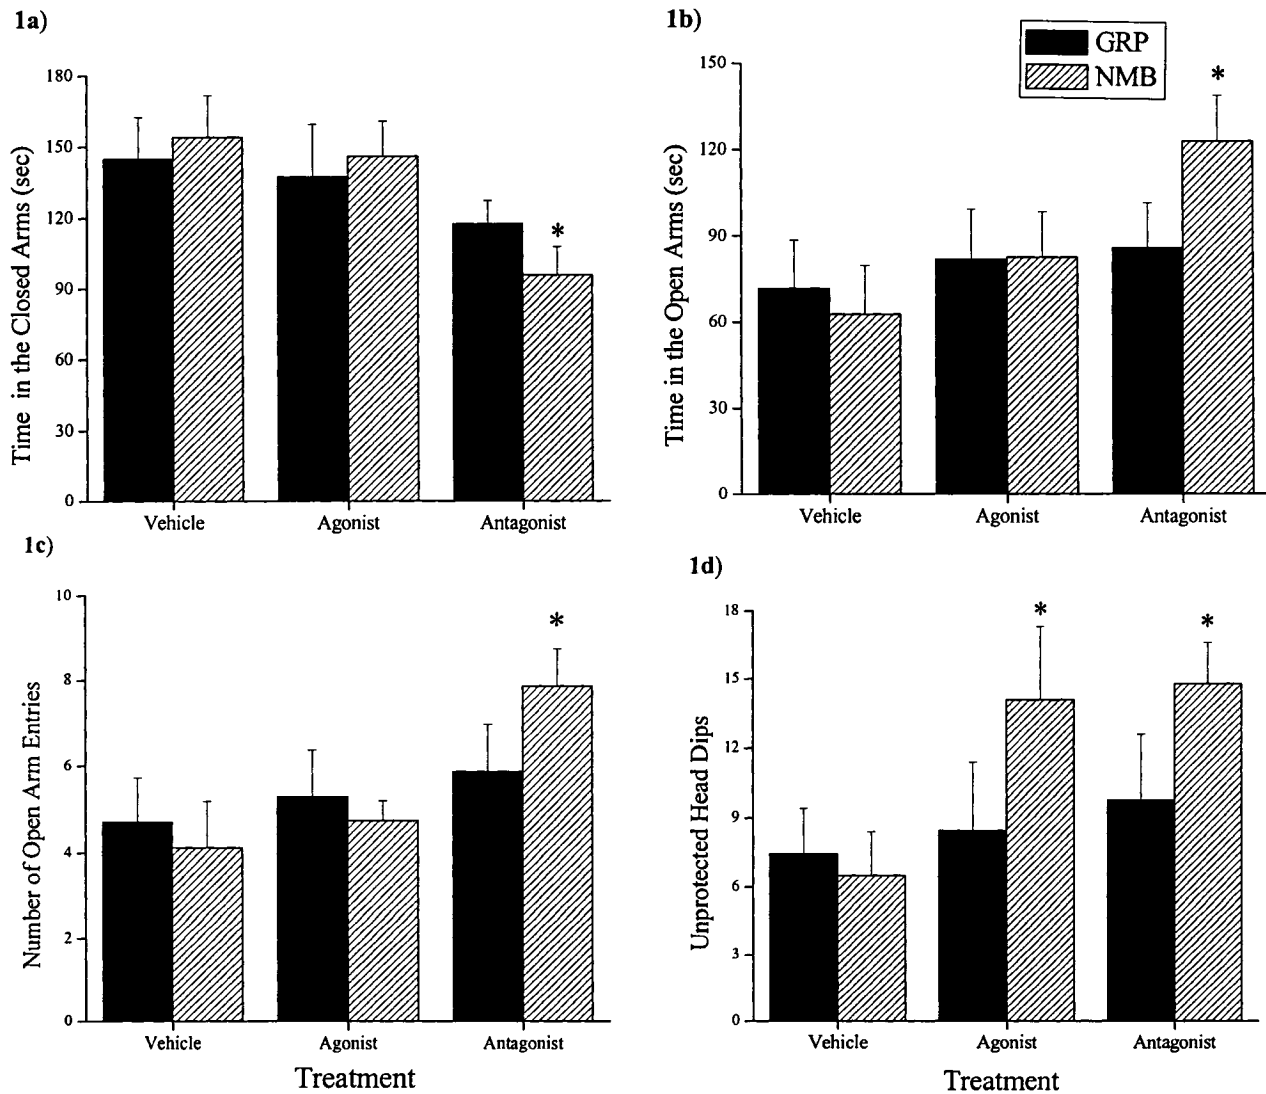 1a)
Time in the Closed Arms (sec)
180
150
120
90
60
30
0
*
Vehicle
Agonist
Antagonist
1b)
GRP
NMB
Time in the Open Arms (sec)
150
120
90
60
30
0
*
Vehicle
Agonist
Antagonist
1c)
Number of Open Arm Entries
10
8
6
4
2
0
*
Vehicle
Agonist
Antagonist
Treatment
1d)
Unprotected Head Dips
18
15
12
9
6
3
0
*
*
Vehicle
Agonist
Antagonist
Treatment